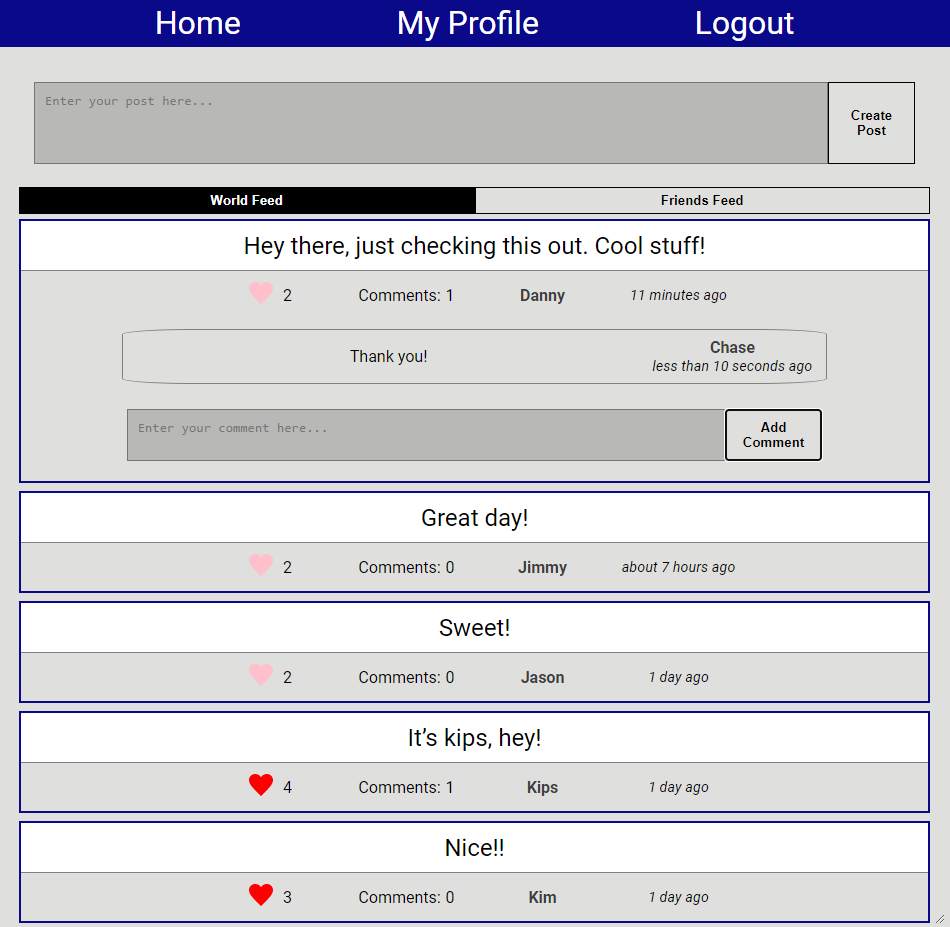 Home My Profile Logout
Enter your post here...
Create
Post
World Feed Friends Feed
Hey there, just checking this out. Cool stuff!
2 Comments: 1 Danny 11 minutes ago
Thank you!
Chase
less than 10 seconds ago
Enter your comment here...
Add
Comment
Great day!
2 Comments: 0 Jimmy about 7 hours ago
Sweet!
2 Comments: 0 Jason 1 day ago
It’s kips, hey!
4 Comments: 1 Kips 1 day ago
Nice!!
3 Comments: 0 Kim 1 day ago